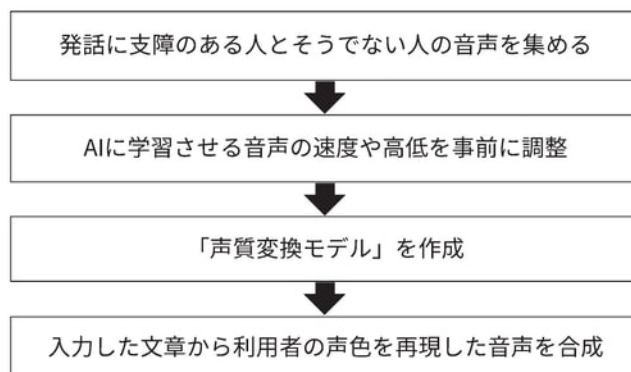 発話に支障のある人とそうでない人の音声を集める
AIに学習させる音声の速度や高低を事前に調整
「声質変換モデル」を作成
入力した文章から利用者の声色を再現した音声を合成